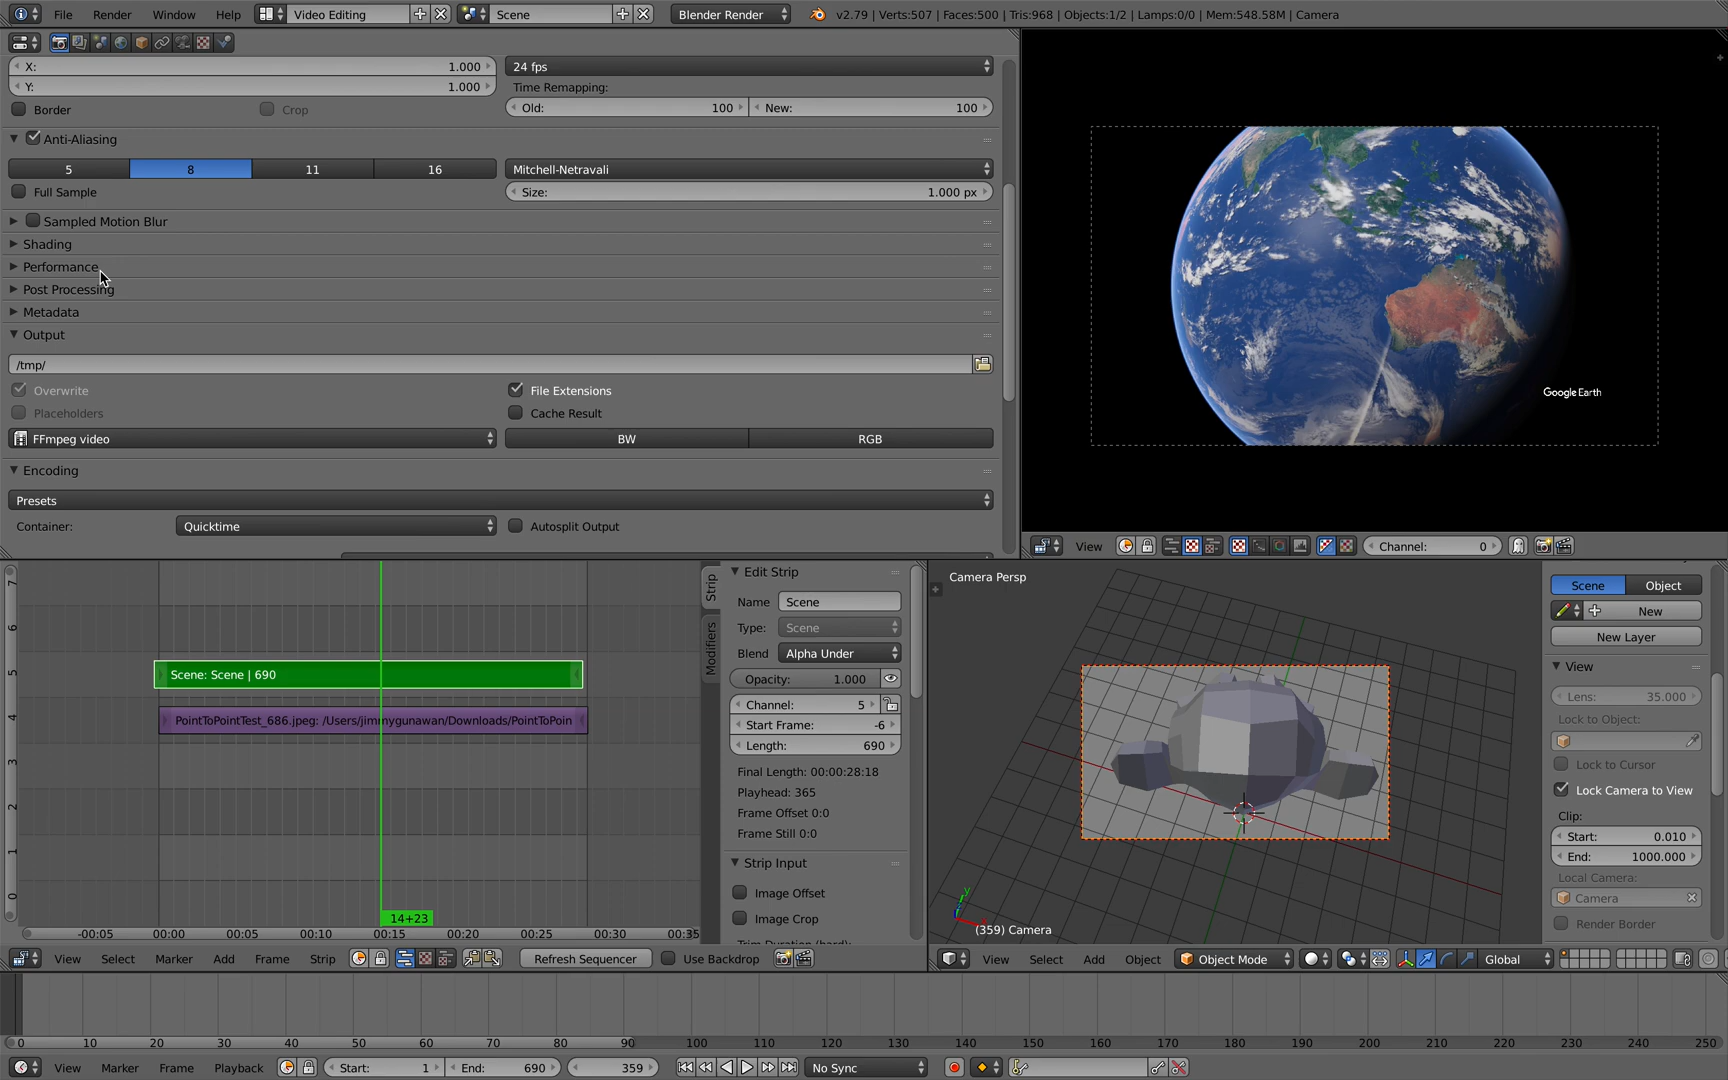 File Render Window Help Video Editing Scene Blender Render v2.79 | Verts:507 | Faces:500 | Tris:968 | Objects:1/2 | Lamps:0/0 | Mem:548.58M | Camera
X: 1.000
Y: 1.000
Border Crop
24 fps
Time Remapping:
Old: 100 New: 100
Anti-Aliasing
5 8 11 16 Mitchell-Netravali
Full Sample Size: 1.000 px
Sampled Motion Blur
Shading
Performance
Post Processing
Metadata
Output
/tmp/
Overwrite File Extensions
Placeholders Cache Result
FFmpeg video BW RGB
Encoding
Presets
Container: Quicktime Autosplit Output
Google Earth
View Channel: 0
7
6
5
4
3
2
1
0
Scene: Scene | 690
PointToPointTest_686.jpeg: /Users/jimmygunawan/Downloads/PointToPoin
14+23
-00:05 00:00 00:05 00:10 00:15 00:20 00:25 00:30 00:35
View Select Marker Add Frame Strip Refresh Sequencer Use Backdrop
Strip
Modifiers
Edit Strip
Name Scene
Type: Scene
Blend Alpha Under
Opacity: 1.000
Channel: 5
Start Frame: -6
Length: 690
Final Length: 00:00:28:18
Playhead: 365
Frame Offset 0:0
Frame Still 0:0
Strip Input
Image Offset
Image Crop
Trim Duration (hard):
Camera Persp
y
(359) Camera
View Select Add Object Object Mode Global
Scene Object
New
New Layer
View
Lens: 35.000
Lock to Object:
Lock to Cursor
Lock Camera to View
Clip:
Start: 0.010
End: 1000.000
Local Camera:
Camera
Render Border
0 10 20 30 40 50 60 70 80 90 100 110 120 130 140 150 160 170 180 190 200 210 220 230 240 250
View Marker Frame Playback Start: 1 End: 690 359 No Sync